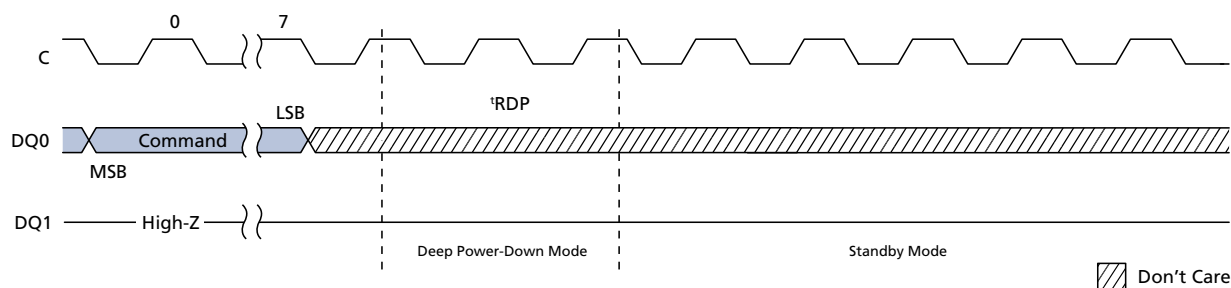 0 7
C
ᵗRDP
LSB
DQ0 Command
MSB
DQ1 High-Z
Deep Power-Down Mode Standby Mode
Don't Care